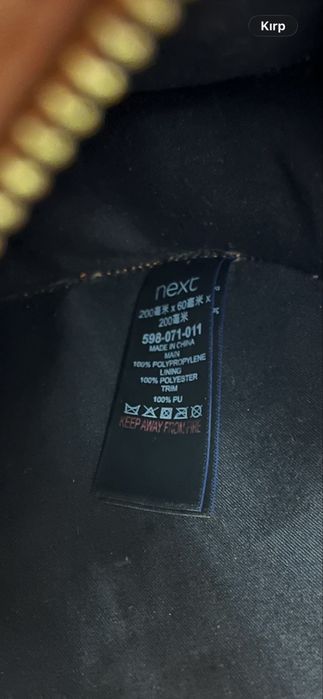 Kırp
next
200毫米 x 60毫米 x
200毫米
598-071-011
MADE IN CHINA
MAIN
100% POLYPROPYLENE
LINING
100% POLYESTER
TRIM
100% PU
KEEP AWAY FROM FIRE